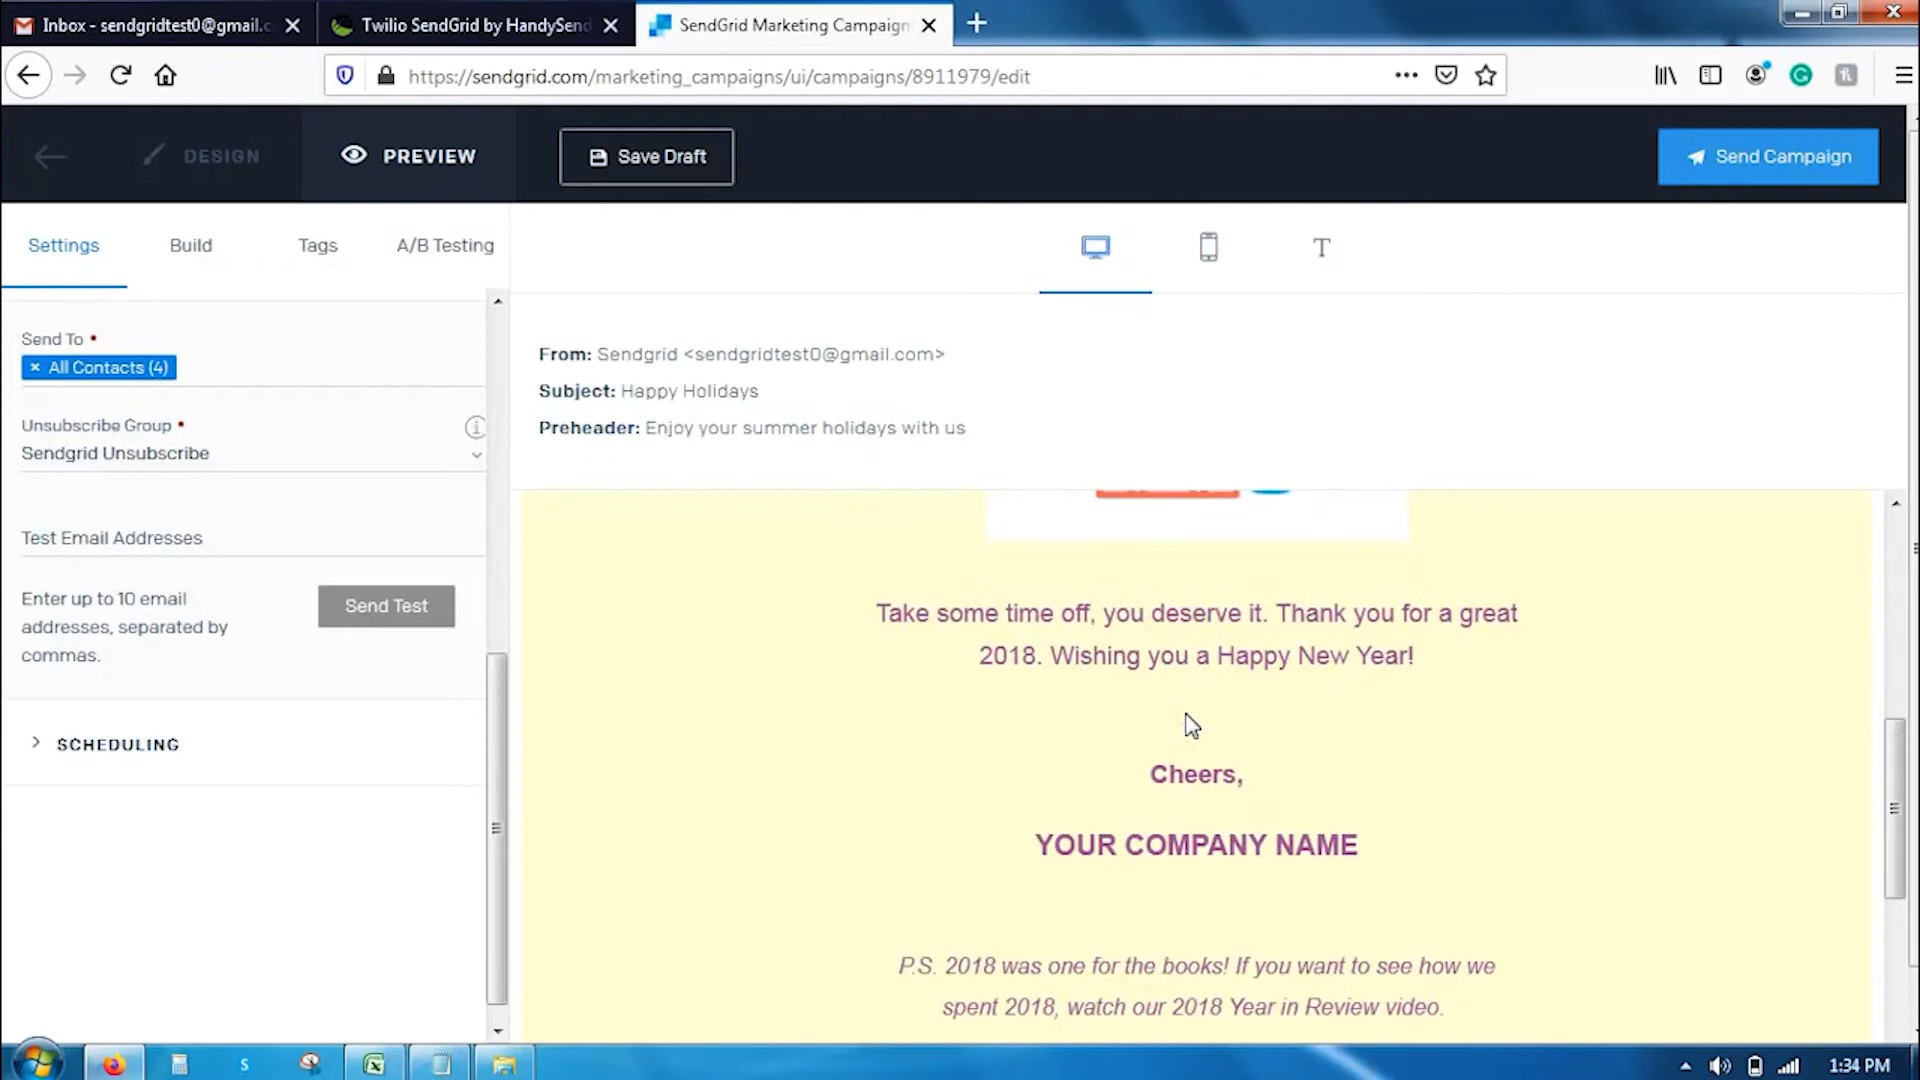 Inbox - sendgridtest0@gmail.c
Twilio SendGrid by HandySend
SendGrid Marketing Campaign
https://sendgrid.com/marketing_campaigns/ui/campaigns/8911979/edit
DESIGN
PREVIEW
Save Draft
Send Campaign
Settings
Build
Tags
A/B Testing
T
Send To •
× All Contacts (4)
Unsubscribe Group •
Sendgrid Unsubscribe
Test Email Addresses
Enter up to 10 email
addresses, separated by
commas.
Send Test
SCHEDULING
From: Sendgrid <sendgridtest0@gmail.com>
Subject: Happy Holidays
Preheader: Enjoy your summer holidays with us
Take some time off, you deserve it. Thank you for a great
2018. Wishing you a Happy New Year!
Cheers,
YOUR COMPANY NAME
P.S. 2018 was one for the books! If you want to see how we
spent 2018, watch our 2018 Year in Review video.
1:34 PM